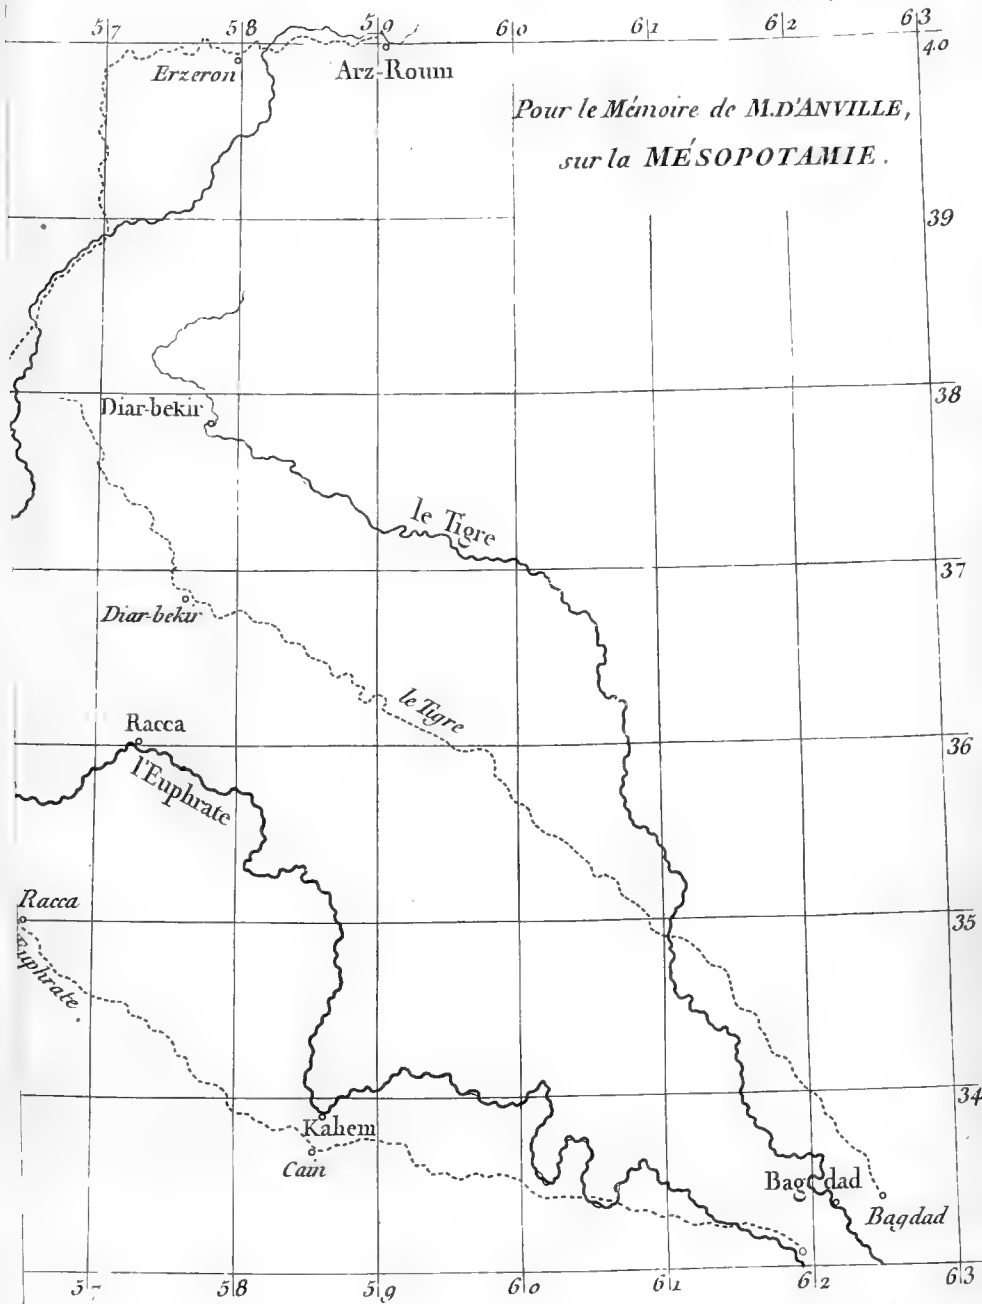 57 58 59 60 61 62 63
40
Erzeron Arz-Roum
Pour le Mémoire de M. D'ANVILLE,
sur la MÉSOPOTAMIE.
39
38
Diar-bekir
le Tigre
37
Diar-bekir
le Tigre
Racca
36
l'Euphrate
Racca
35
Euphrate.
34
Kahem
Cain
Bagdad
Bagdad
57 58 59 60 61 62 63